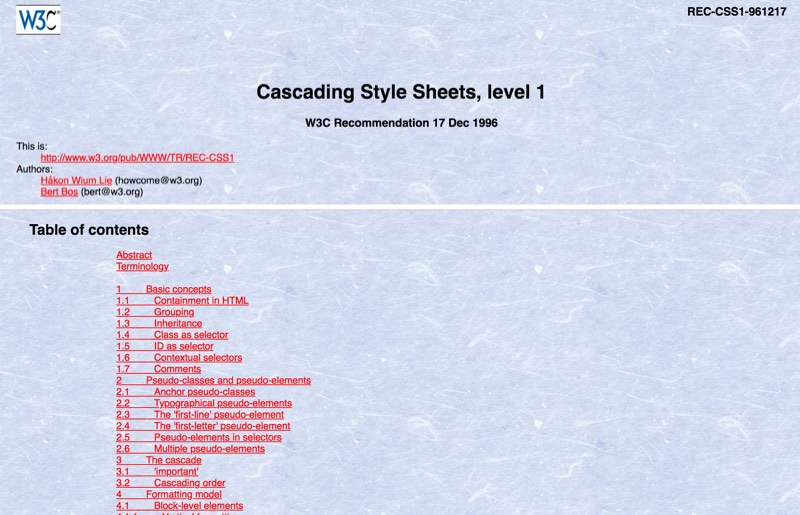 W3C®
REC-CSS1-961217
Cascading Style Sheets, level 1
W3C Recommendation 17 Dec 1996
This is:
http://www.w3.org/pub/WWW/TR/REC-CSS1
Authors:
Håkon Wium Lie (howcome@w3.org)
Bert Bos (bert@w3.org)
Table of contents
Abstract
Terminology
1 Basic concepts
1.1 Containment in HTML
1.2 Grouping
1.3 Inheritance
1.4 Class as selector
1.5 ID as selector
1.6 Contextual selectors
1.7 Comments
2 Pseudo-classes and pseudo-elements
2.1 Anchor pseudo-classes
2.2 Typographical pseudo-elements
2.3 The 'first-line' pseudo-element
2.4 The 'first-letter' pseudo-element
2.5 Pseudo-elements in selectors
2.6 Multiple pseudo-elements
3 The cascade
3.1 'important'
3.2 Cascading order
4 Formatting model
4.1 Block-level elements